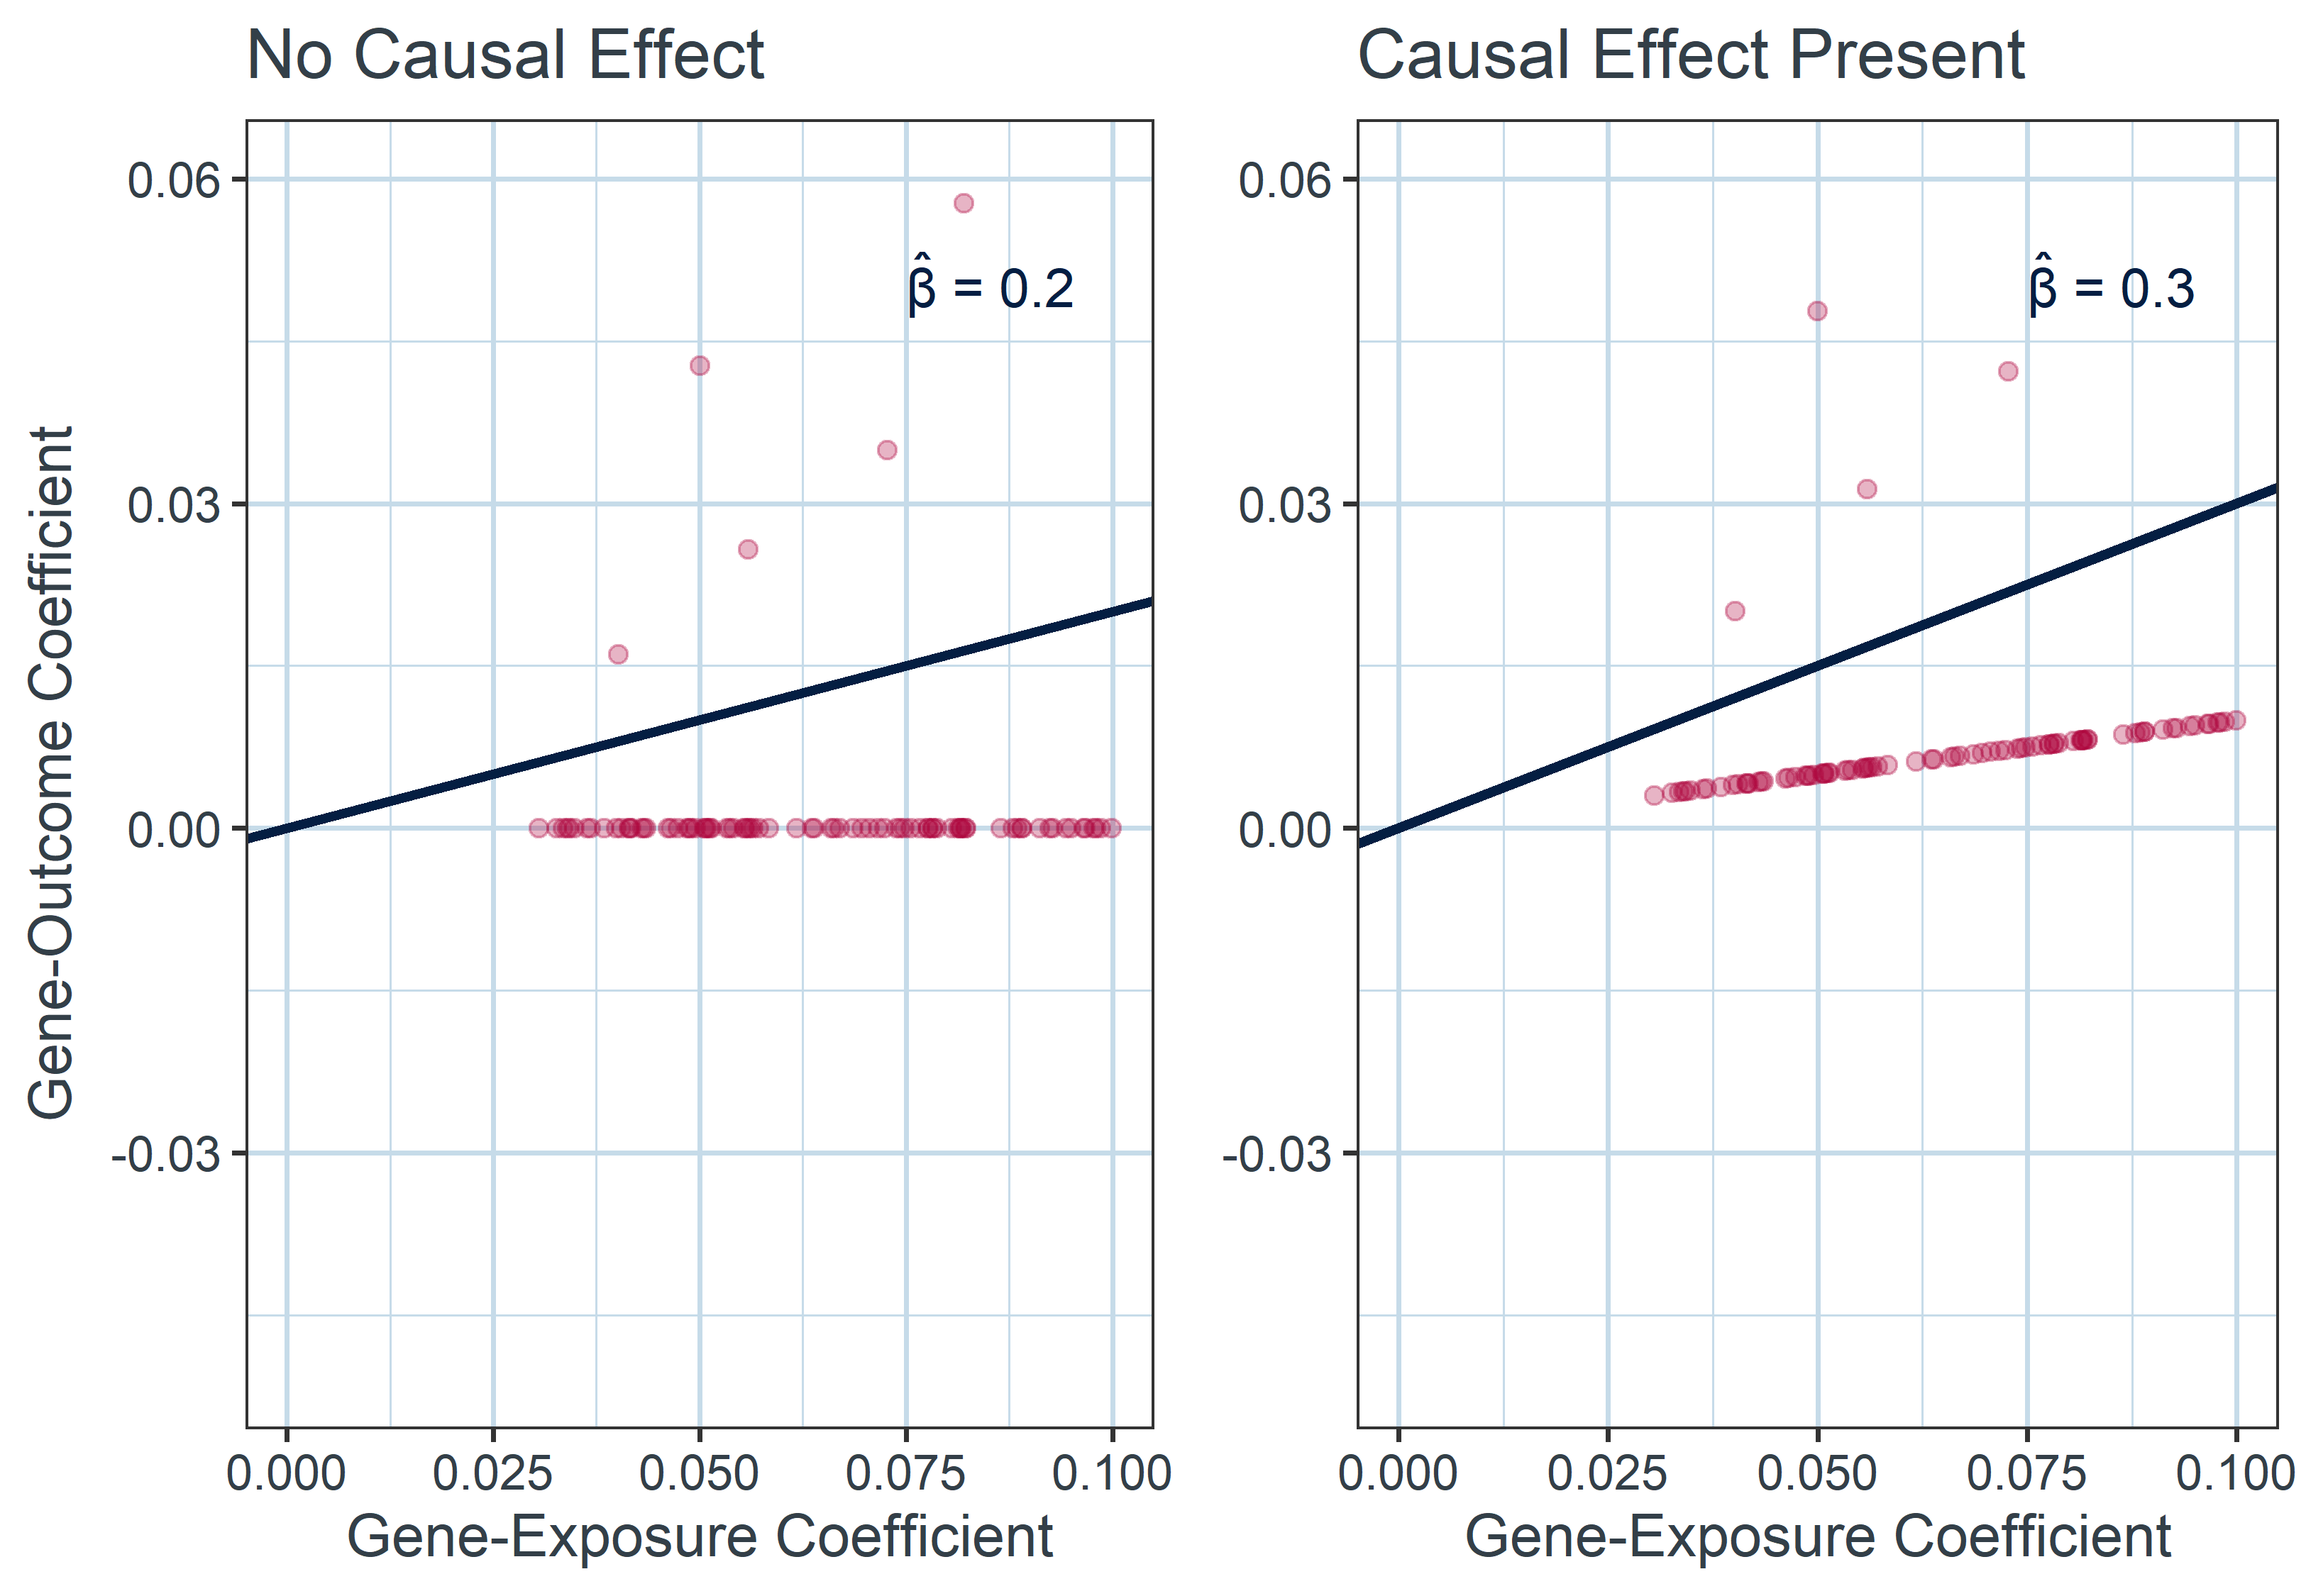 No Causal Effect
Causal Effect Present
Gene-Outcome Coefficient
0.06
0.03
0.00
-0.03
β̂ = 0.2
0.000 0.025 0.050 0.075 0.100
Gene-Exposure Coefficient
0.06
0.03
0.00
-0.03
β̂ = 0.3
0.000 0.025 0.050 0.075 0.100
Gene-Exposure Coefficient